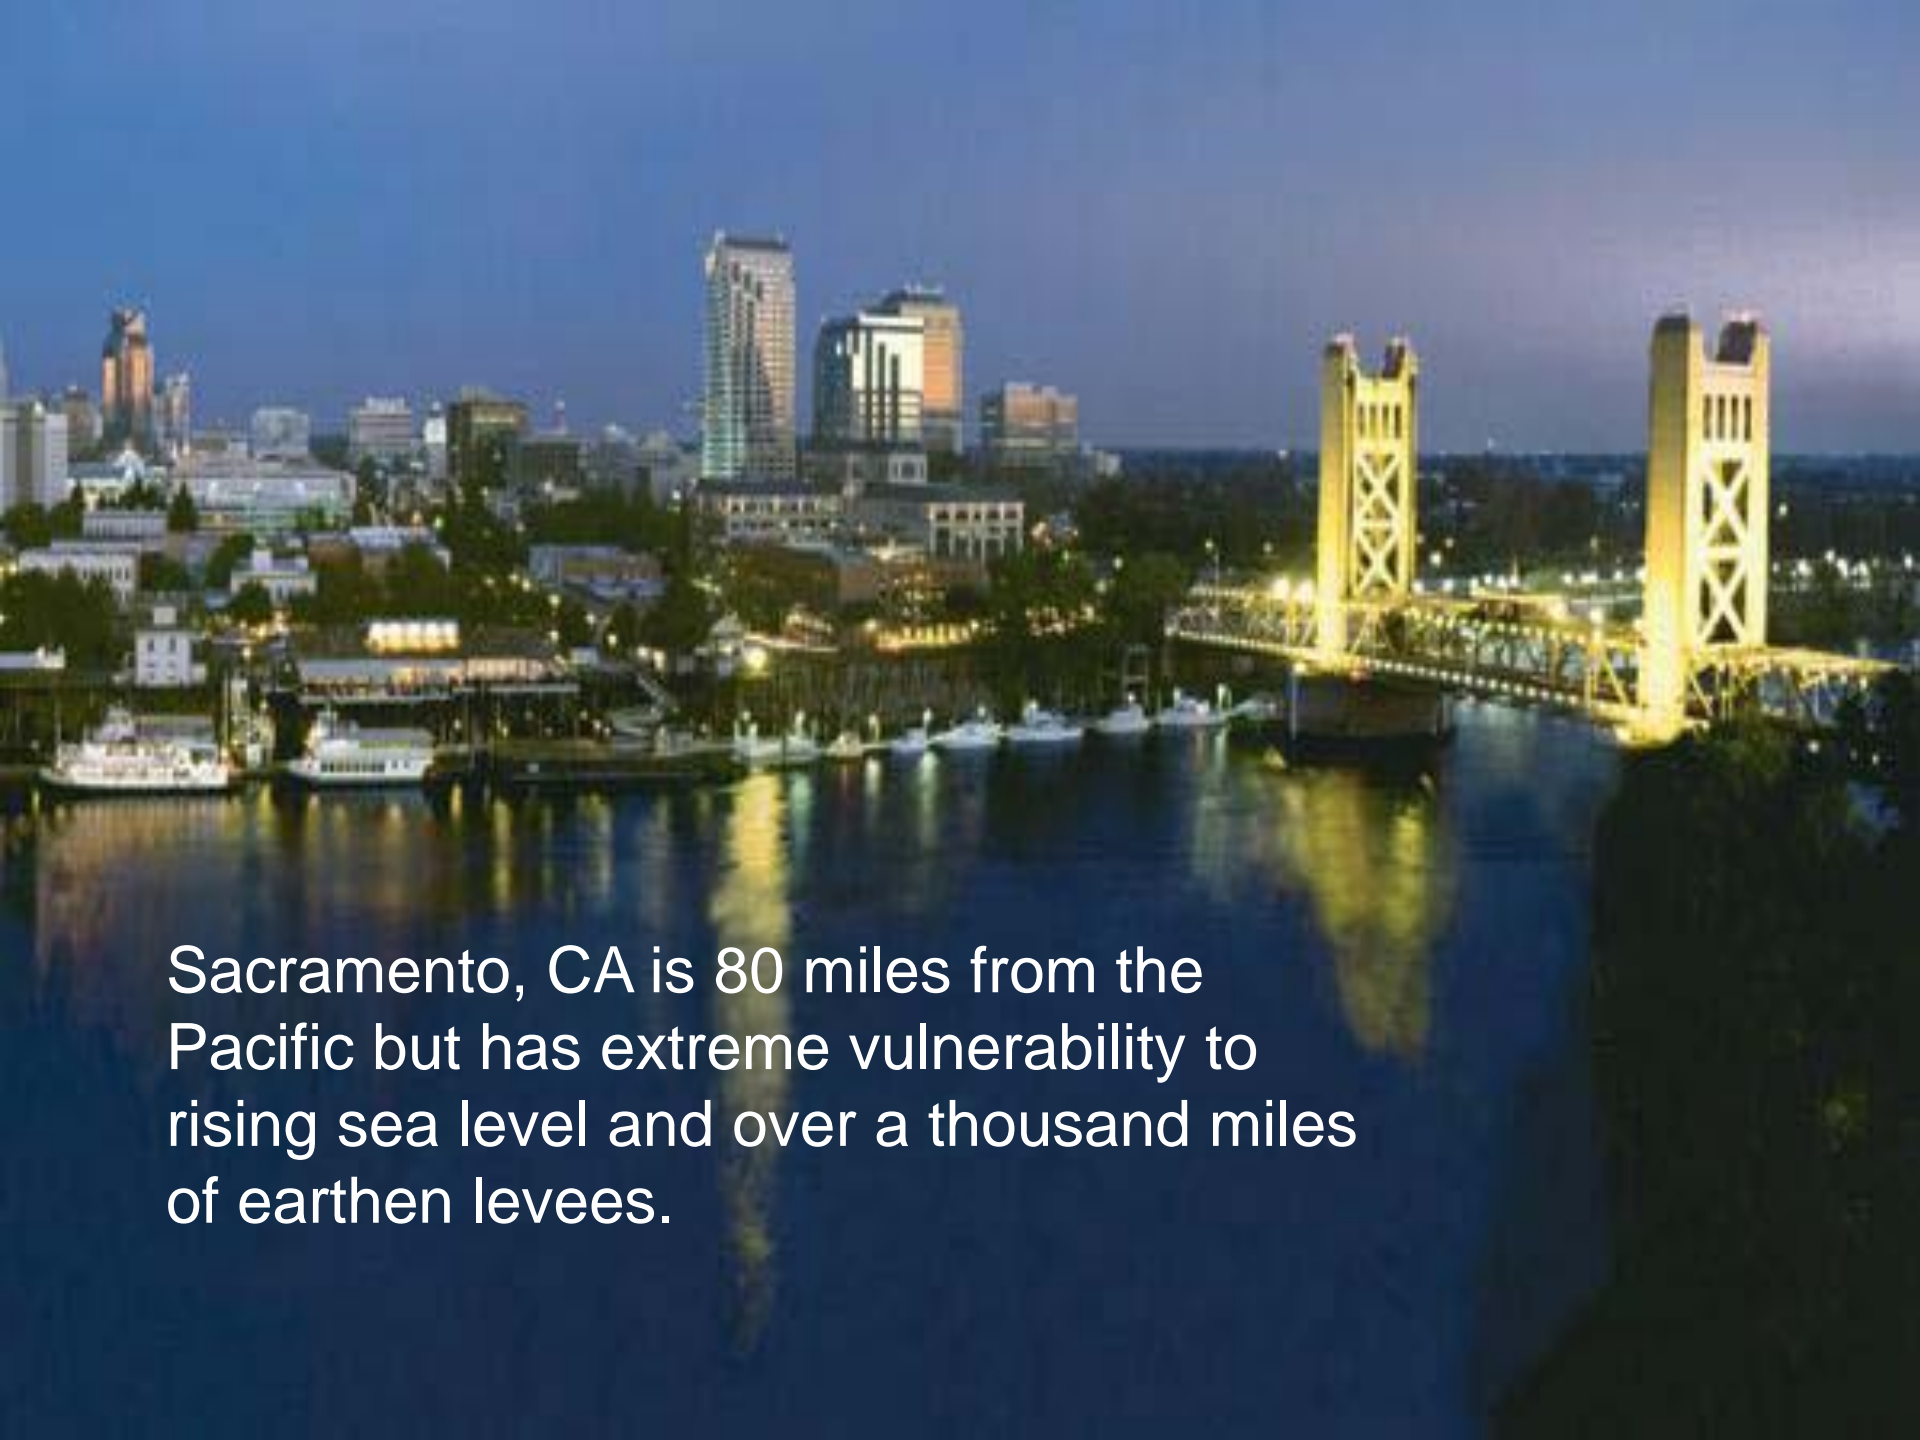 Sacramento, CA is 80 miles from the
Pacific but has extreme vulnerability to
rising sea level and over a thousand miles
of earthen levees.